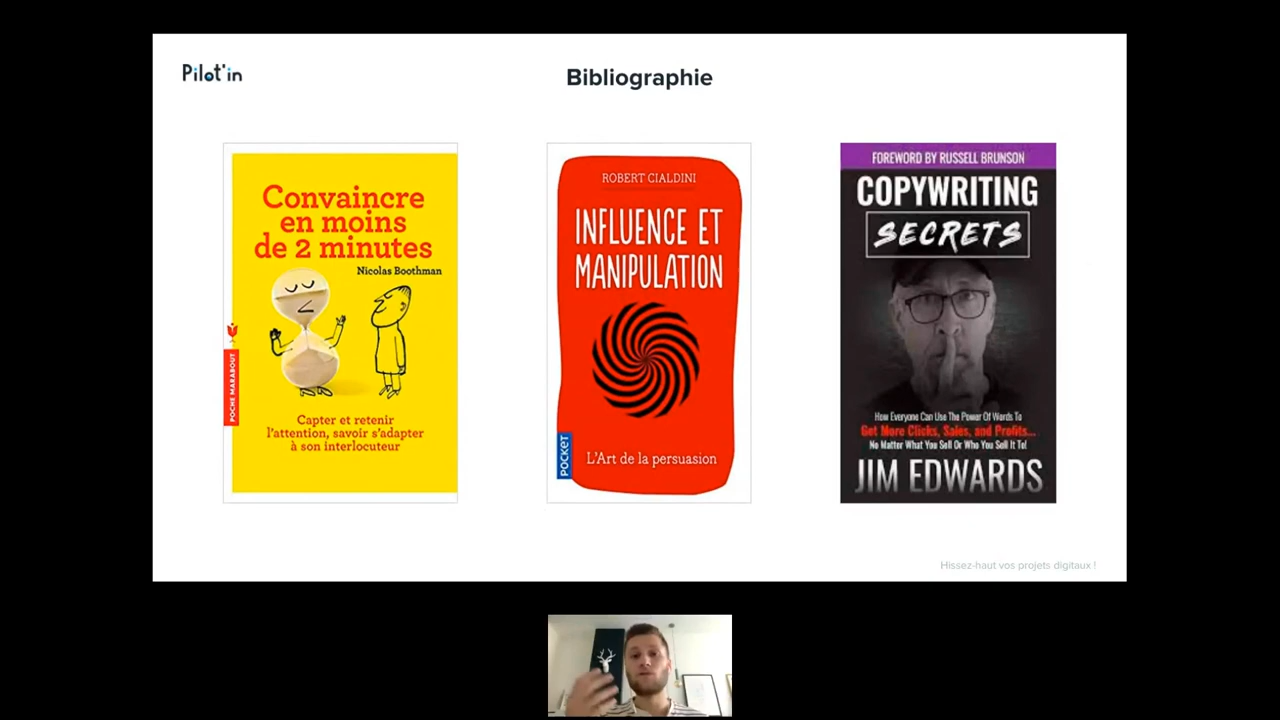 Pilot'in
Bibliographie
Convaincre
en moins
de 2 minutes
Nicolas Boothman
POCHE MARABOUT
Capter et retenir
l'attention, savoir s'adapter
à son interlocuteur
ROBERT CIALDINI
INFLUENCE ET
MANIPULATION
POCKET
L'Art de la persuasion
FOREWORD BY RUSSELL BRUNSON
COPYWRITING
SECRETS
How Everyone Can Use The Power Of Words To
Get More Clicks, Sales, and Profits...
No Matter What You Sell Or Who You Sell It To!
JIM EDWARDS
Hissez-haut vos projets digitaux !